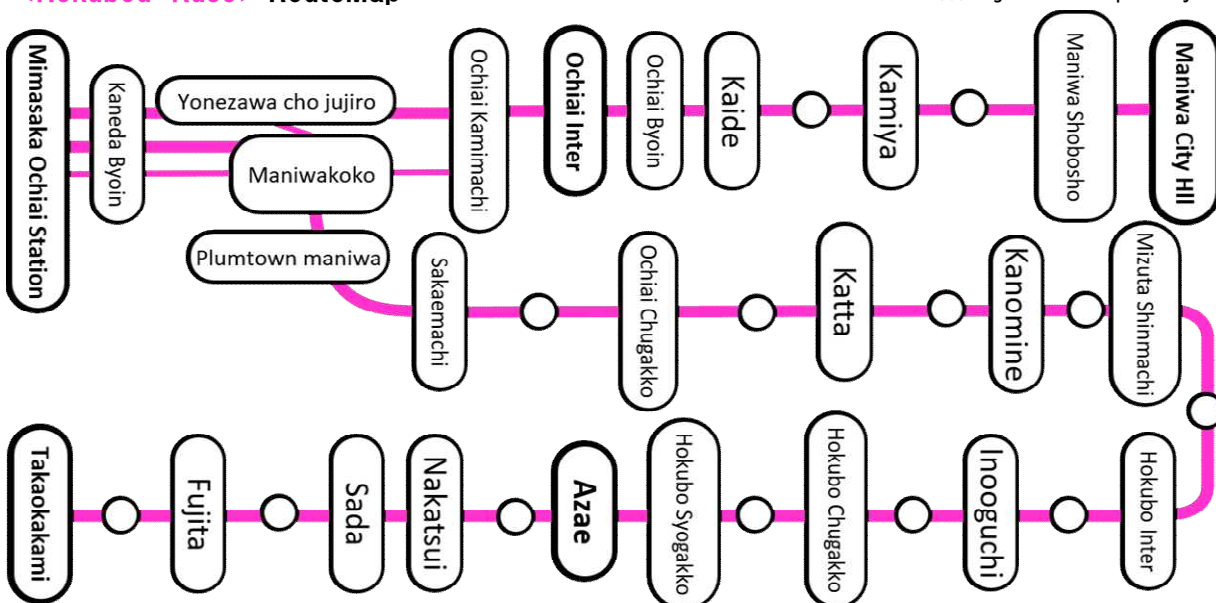 RouteMap
Mimasaka Ochiai Station
Kaneda Byoin
Yonezawa cho jujiro
Maniwakoko
Plumtown maniwa
Ochiai Kamimachi
Ochiai Inter
Ochiai Byoin
Kaide
Kamiya
Maniwa Shobosho
Maniwa City Hll
Sakaemachi
Ochiai Chugakko
Katta
Kanomine
Mizuta Shinmachi
Takaokakami
Fujita
Sada
Nakatsui
Azae
Hokubo Syogakko
Hokubo Chugakko
Inooguchi
Hokubo Inter